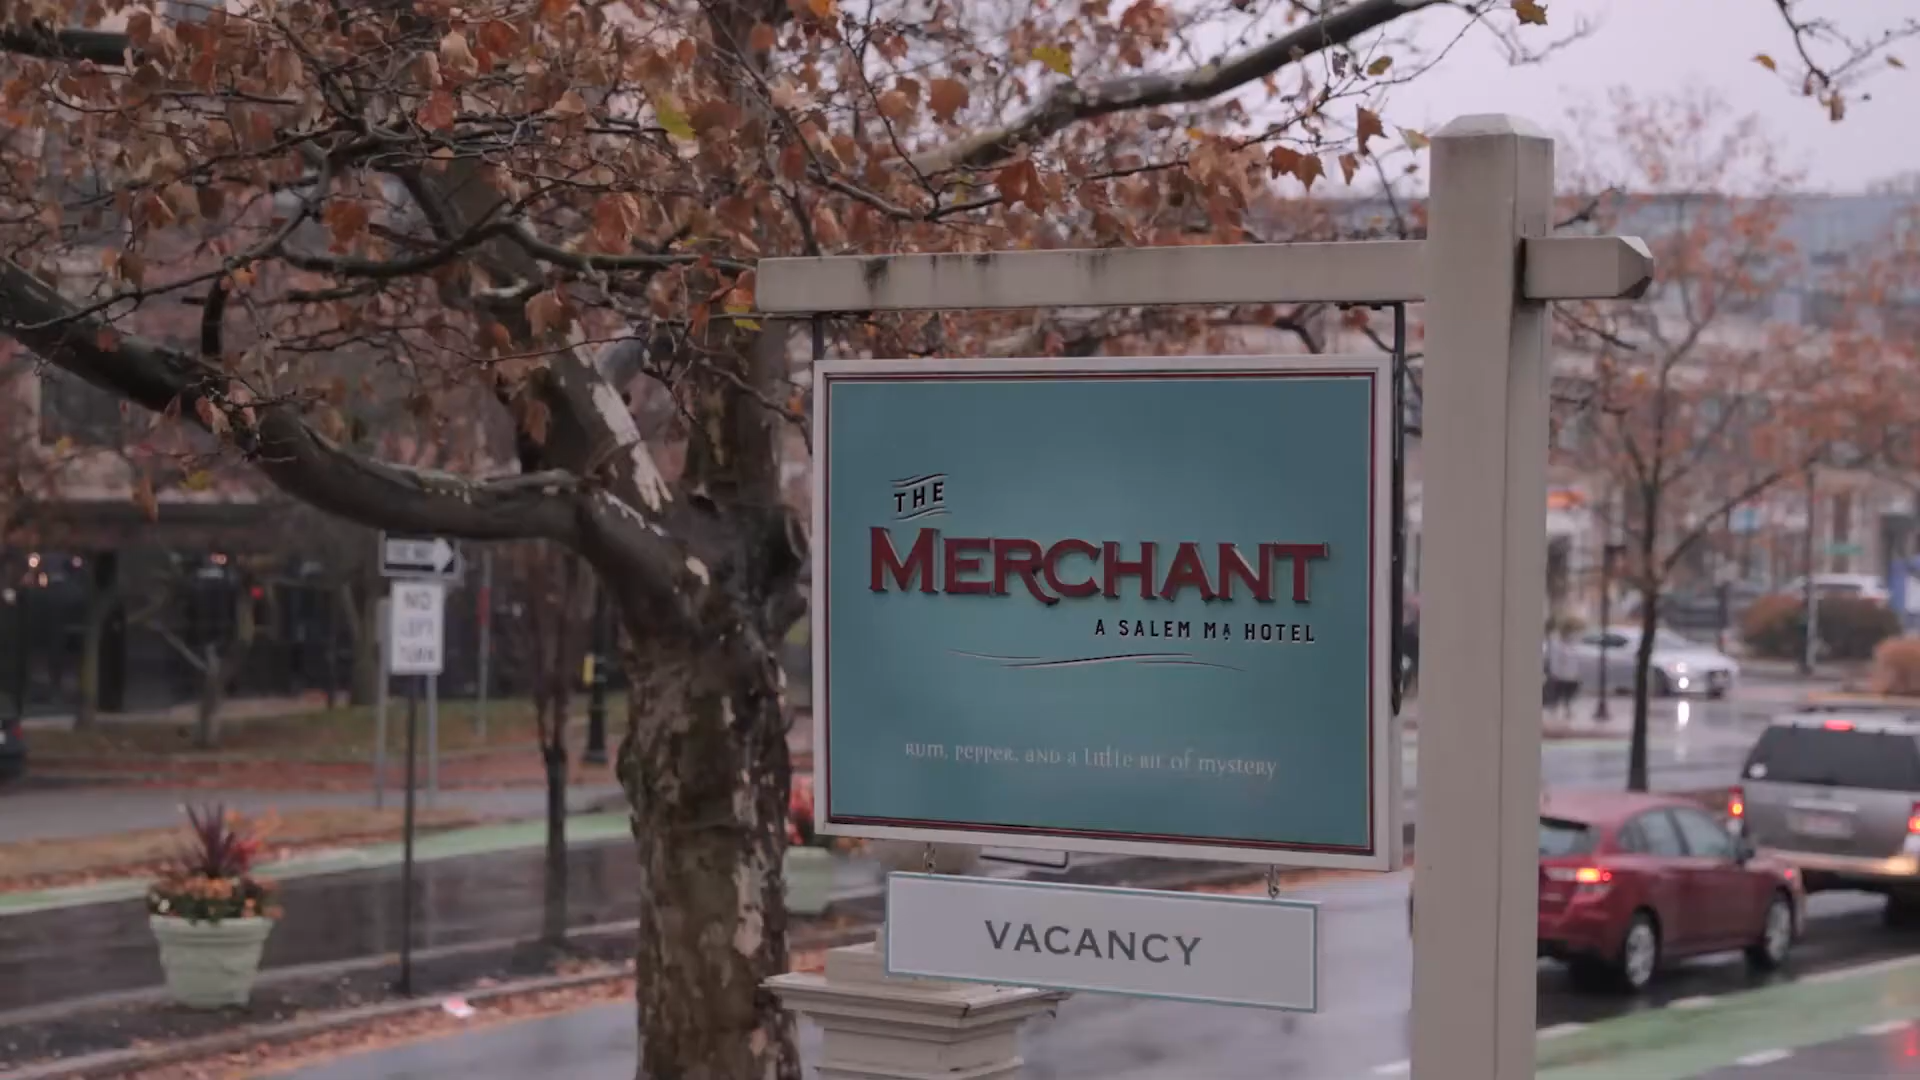 THE
MERCHANT
A SALEM MA HOTEL
rum, pepper, and a little bit of mystery
VACANCY
NO
LEFT
TURN